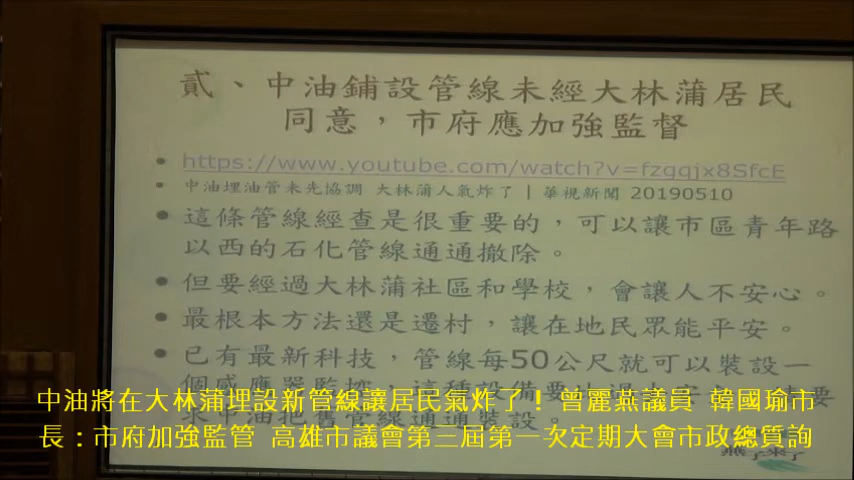 貳、中油鋪設管線未經大林蒲居民
同意，市府應加強監督
https://www.youtube.com/watch?v=fzgqjx8SfcE
中油埋油管未先協調 大林蒲人氣炸了 | 華視新聞 20190510
這條管線經查是很重要的，可以讓市區青年路
以西的石化管線通通撤除。
但要經過大林蒲社區和學校，會讓人不安心。
最根本方法還是遷村，讓在地民眾能平安。
已有最新科技，管線每50公尺就可以裝設一
中油將在大林蒲埋設新管線讓居民氣炸了！曾麗燕議員 韓國瑜市
長：市府加強監管 高雄市議會第三屆第一次定期大會市政總質詢
燕子來了